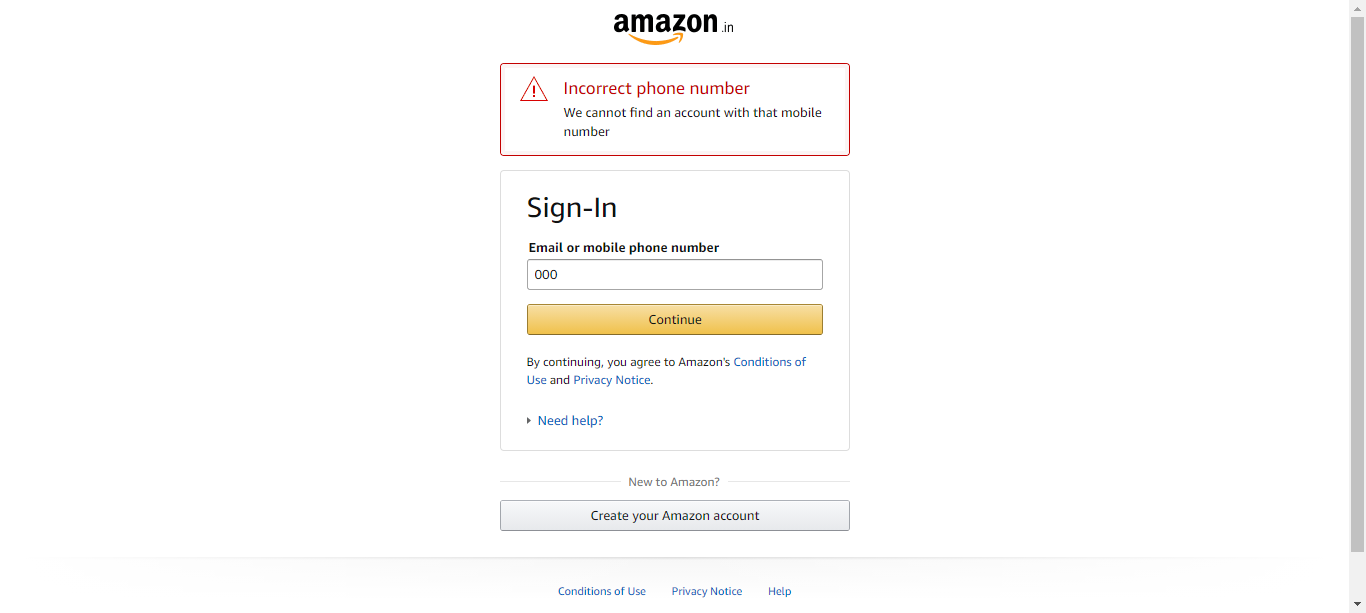 amazon.in
Incorrect phone number
We cannot find an account with that mobile
number
Sign-In
Email or mobile phone number
000
Continue
By continuing, you agree to Amazon's Conditions of
Use and Privacy Notice.
Need help?
New to Amazon?
Create your Amazon account
Conditions of Use Privacy Notice Help